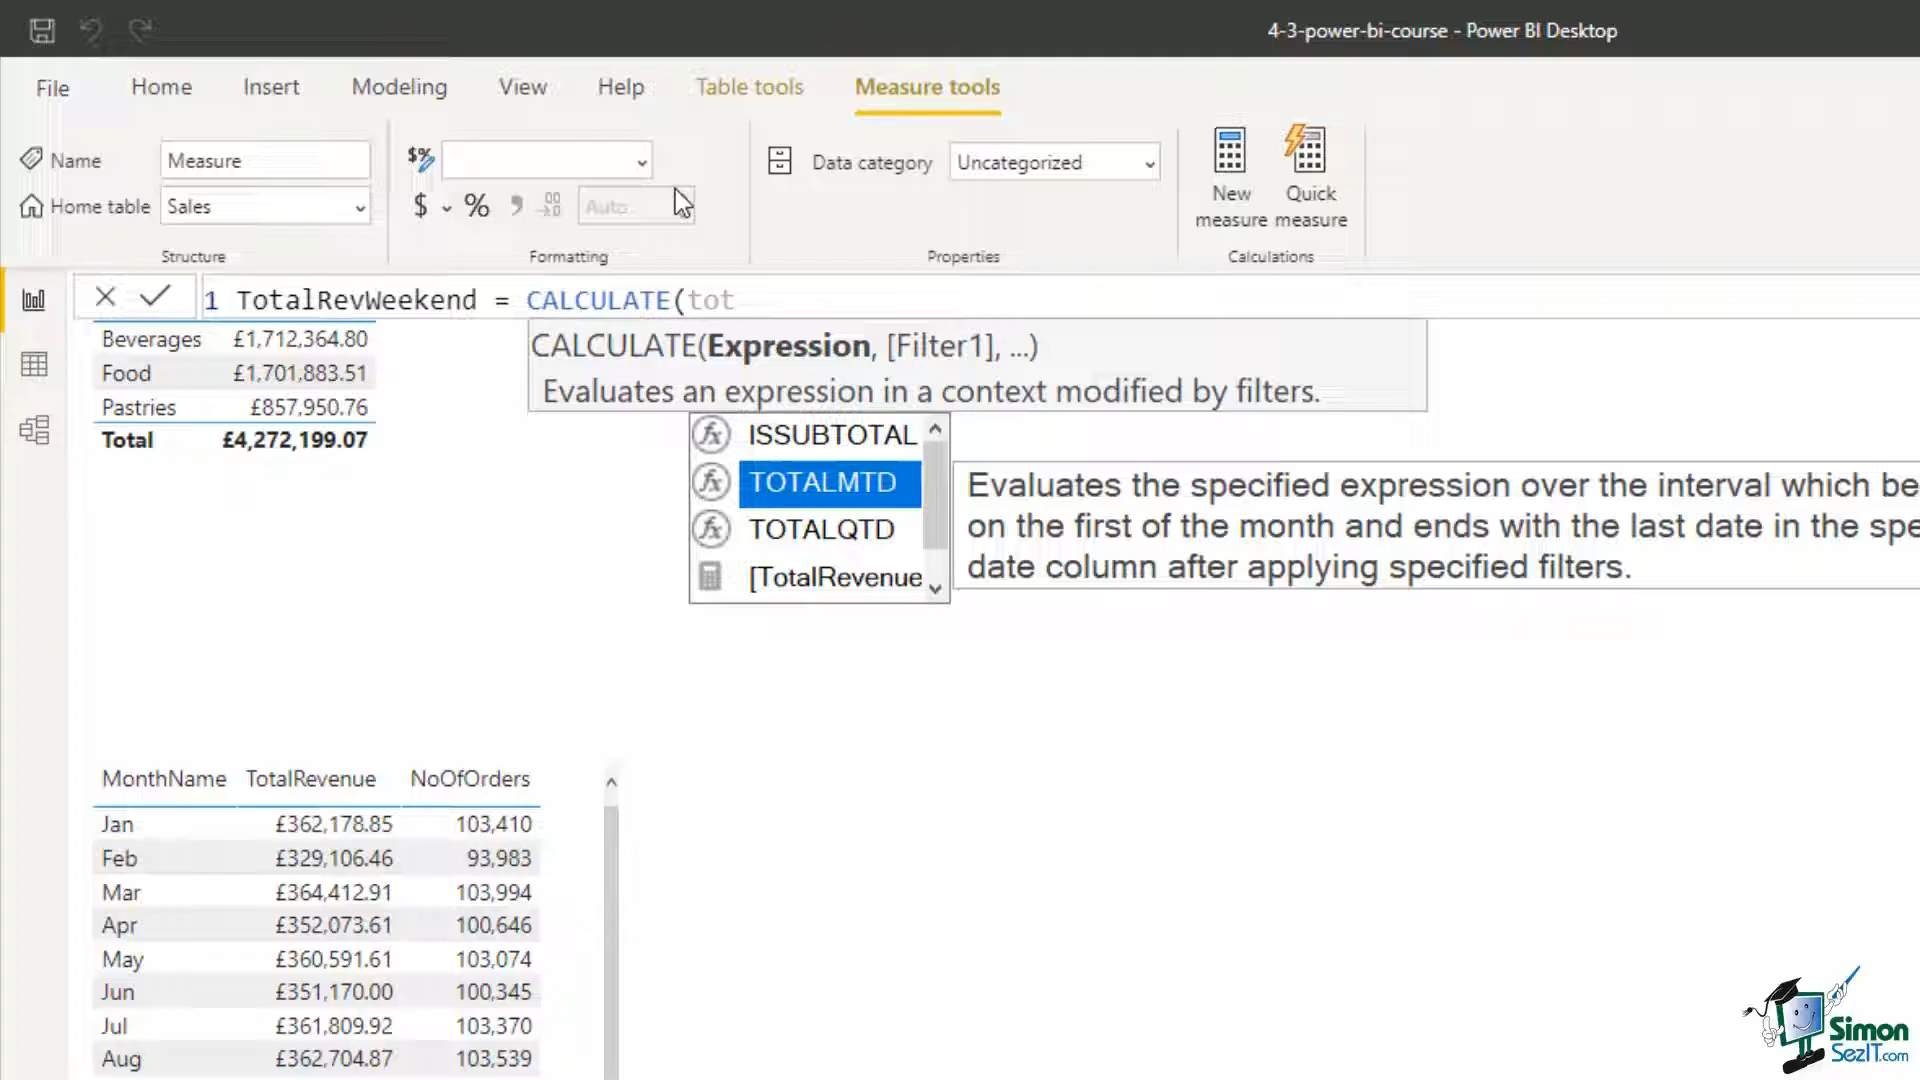 4-3-power-bi-course - Power BI Desktop
File Home Insert Modeling View Help Table tools Measure tools
Name Measure
Home table Sales
Structure
$%
$ % 9 .00 →.0 Auto
Formatting
Data category Uncategorized
Properties
New measure
Quick measure
Calculations
1 TotalRevWeekend = CALCULATE(tot
CALCULATE(Expression, [Filter1], ...)
Evaluates an expression in a context modified by filters.
ISSUBTOTAL
TOTALMTD
TOTALQTD
[TotalRevenue
Evaluates the specified expression over the interval which be
on the first of the month and ends with the last date in the spe
date column after applying specified filters.
Beverages £1,712,364.80
Food £1,701,883.51
Pastries £857,950.76
Total £4,272,199.07
MonthName TotalRevenue NoOfOrders
Jan £362,178.85 103,410
Feb £329,106.46 93,983
Mar £364,412.91 103,994
Apr £352,073.61 100,646
May £360,591.61 103,074
Jun £351,170.00 100,345
Jul £361,809.92 103,370
Aug £362,704.87 103,539
Simon
SezIT.com